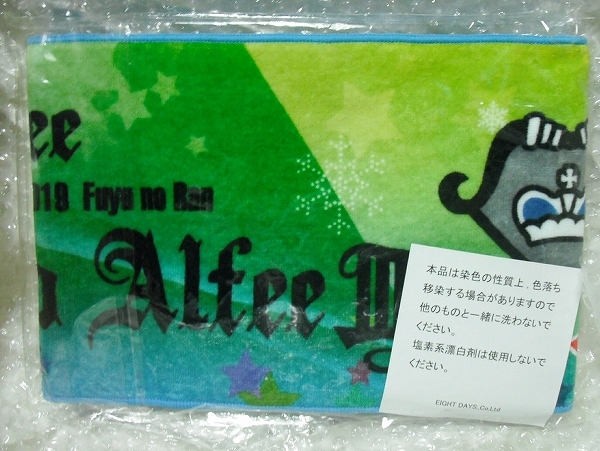 ee
019 Fuyu no Ran
a Alfee
本品は染色の性質上、色落ち
移染する場合がありますので
他のものと一緒に洗わないで
ください。
塩素系漂白剤は使用しないで
ください。
EIGHT DAYS,Co.Ltd